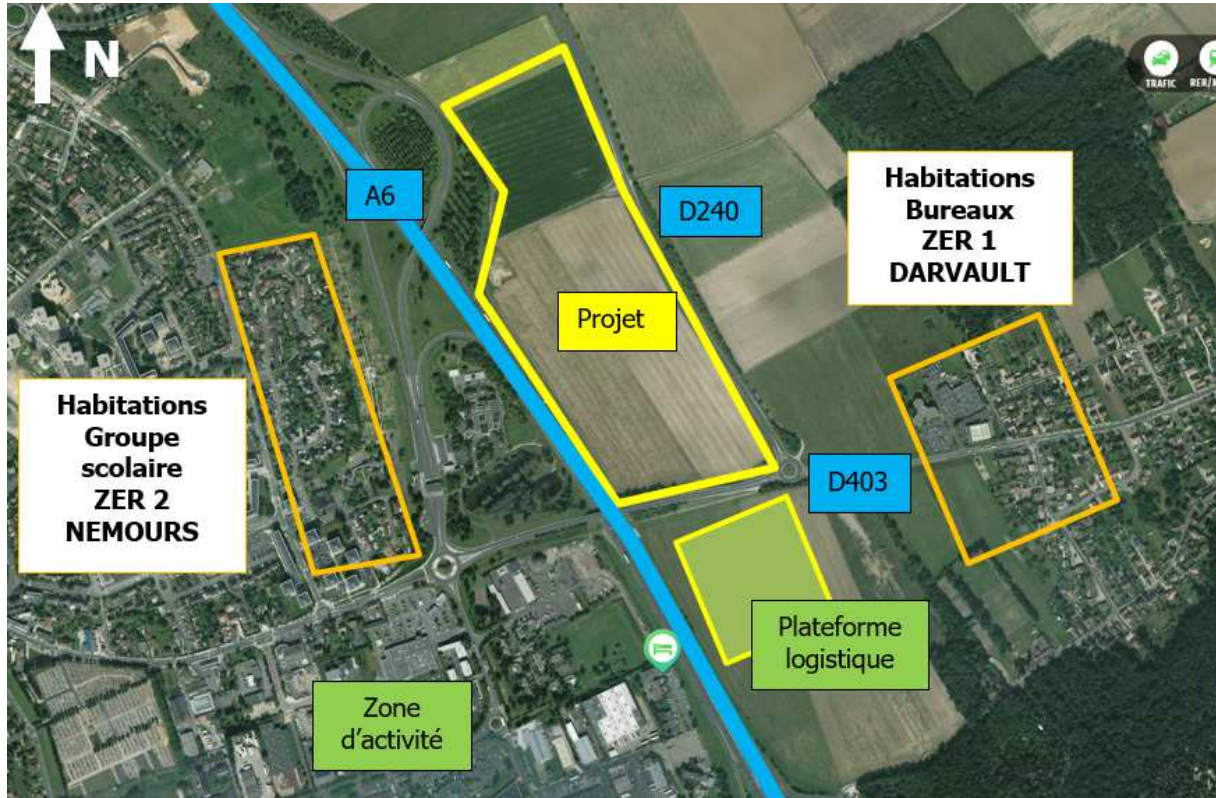 N
TRAFIC
A6
D240
Habitations
Bureaux
ZER 1
DARVAULT
Projet
Habitations
Groupe
scolaire
ZER 2
NEMOURS
D403
Plateforme
logistique
Zone
d'activité